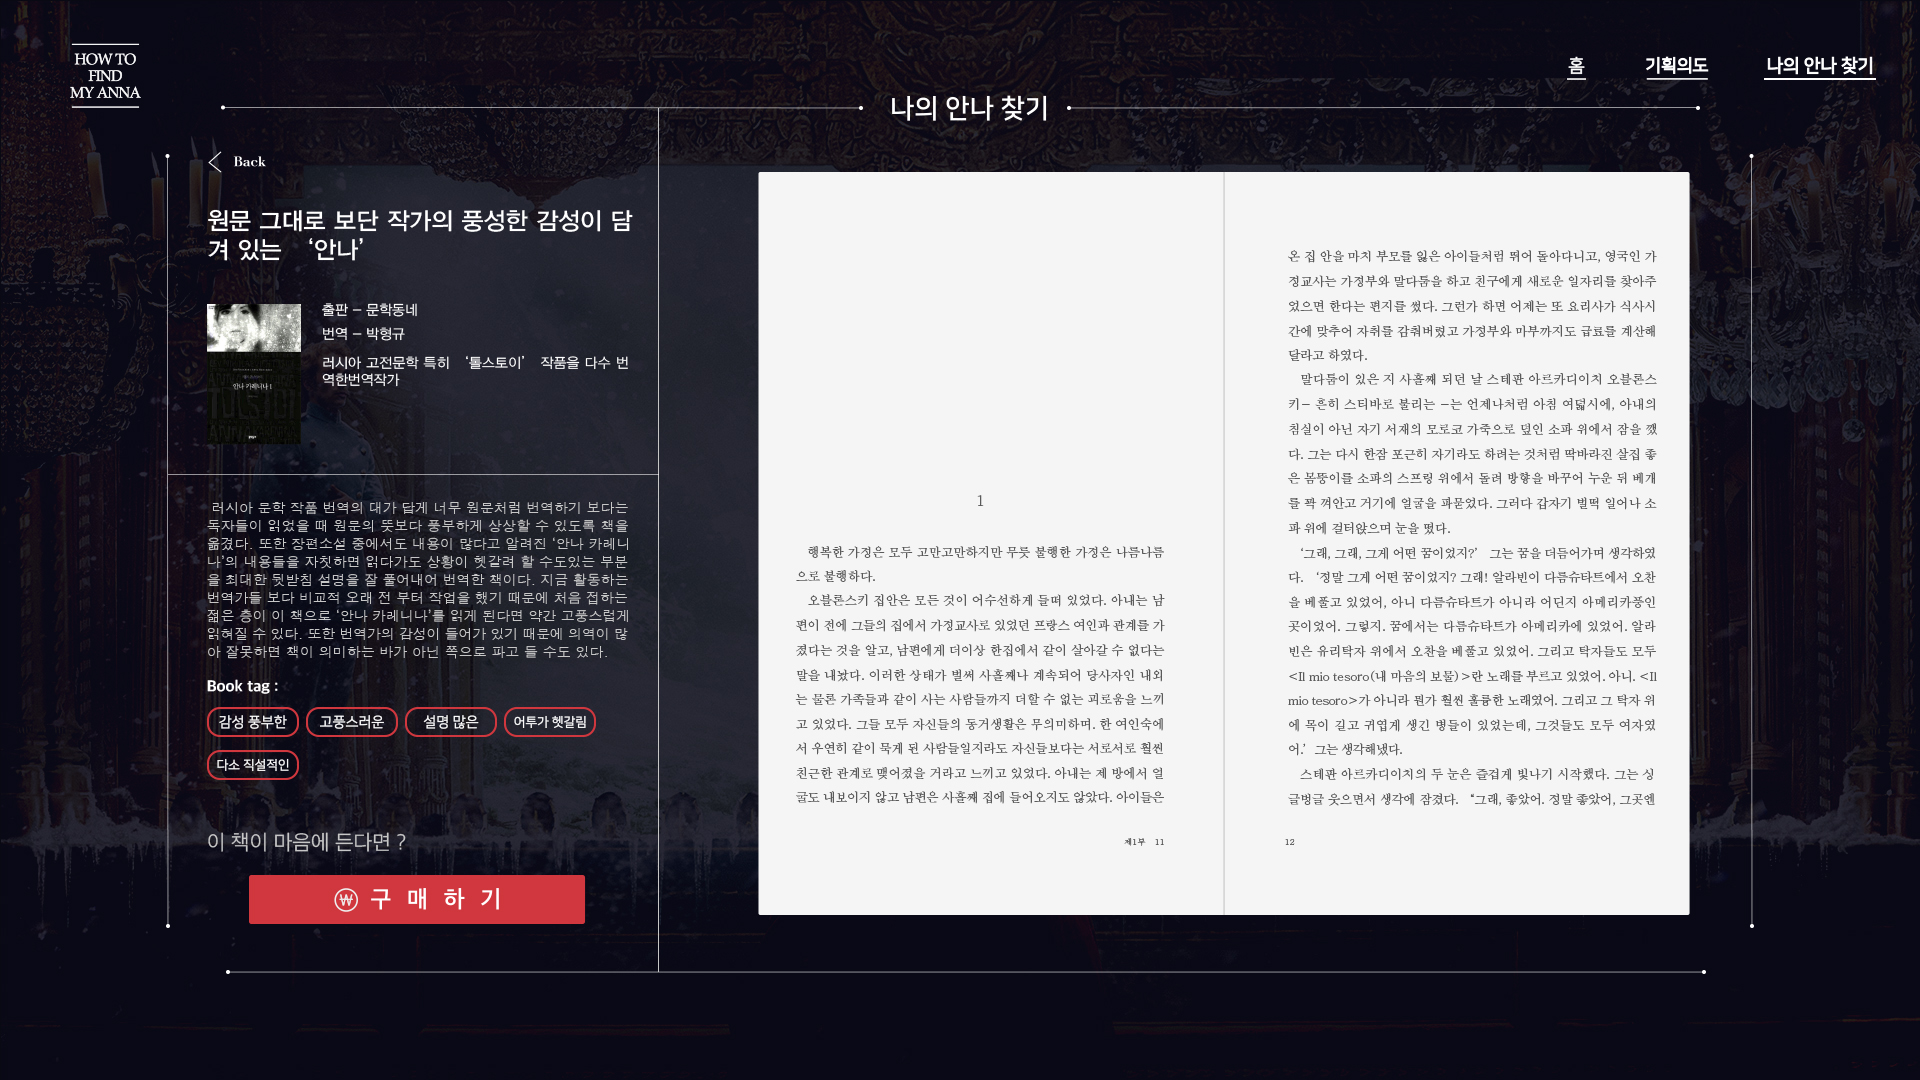 HOW TO
FIND
MY ANNA
홈
기획의도
나의 안나 찾기
나의 안나 찾기
Back
원문 그대로 보단 작가의 풍성한 감성이 담
겨 있는 ‘안나’
안나 카레니나 1
출판 – 문학동네
번역 – 박형규
러시아 고전문학 특히 ‘톨스토이’ 작품을 다수 번
역한번역작가
러시아 문학 작품 번역의 대가 답게 너무 원문처럼 번역하기 보다는
독자들이 읽었을 때 원문의 뜻보다 풍부하게 상상할 수 있도록 책을
옮겼다. 또한 장편소설 중에서도 내용이 많다고 알려진 ‘안나 카레니
나’의 내용들을 자칫하면 읽다가도 상황이 헷갈려 할 수도있는 부분
을 최대한 뒷받침 설명을 잘 풀어내어 번역한 책이다. 지금 활동하는
번역가들 보다 비교적 오래 전 부터 작업을 했기 때문에 처음 접하는
젊은 층이 이 책으로 ‘안나 카레니나’를 읽게 된다면 약간 고풍스럽게
읽혀질 수 있다. 또한 번역가의 감성이 들어가 있기 때문에 의역이 많
아 잘못하면 책이 의미하는 바가 아닌 쪽으로 파고 들 수도 있다.
Book tag :
감성 풍부한
고풍스러운
설명 많은
어투가 헷갈림
다소 직설적인
이 책이 마음에 든다면 ?
₩ 구 매 하 기
1
행복한 가정은 모두 고만고만하지만 무릇 불행한 가정은 나름나름
으로 불행하다.
오블론스키 집안은 모든 것이 어수선하게 들떠 있었다. 아내는 남
편이 전에 그들의 집에서 가정교사로 있었던 프랑스 여인과 관계를 가
졌다는 것을 알고, 남편에게 더이상 한집에서 같이 살아갈 수 없다는
말을 내놨다. 이러한 상태가 벌써 사흘째나 계속되어 당사자인 내외
는 물론 가족들과 같이 사는 사람들까지 더할 수 없는 괴로움을 느끼
고 있었다. 그들 모두 자신들의 동거생활은 무의미하며, 한 여인숙에
서 우연히 같이 묵게 된 사람들일지라도 자신들보다는 서로서로 훨씬
친근한 관계로 맺어졌을 거라고 느끼고 있었다. 아내는 제 방에서 얼
굴도 내보이지 않고 남편은 사흘째 집에 들어오지도 않았다. 아이들은
제1부 11
온 집 안을 마치 부모를 잃은 아이들처럼 뛰어 돌아다니고, 영국인 가
정교사는 가정부와 말다툼을 하고 친구에게 새로운 일자리를 찾아주
었으면 한다는 편지를 썼다. 그런가 하면 어제는 또 요리사가 식사시
간에 맞추어 자취를 감춰버렸고 가정부와 마부까지도 급료를 계산해
달라고 하였다.
말다툼이 있은 지 사흘째 되던 날 스테판 아르카디이치 오블론스
키– 흔히 스티바로 불리는 –는 언제나처럼 아침 여덟시에, 아내의
침실이 아닌 자기 서재의 모로코 가죽으로 덮인 소파 위에서 잠을 깼
다. 그는 다시 한잠 포근히 자기라도 하려는 것처럼 딱바라진 살집 좋
은 몸뚱이를 소파의 스프링 위에서 돌려 방향을 바꾸어 누운 뒤 베개
를 꽉 껴안고 거기에 얼굴을 파묻었다. 그러다 갑자기 벌떡 일어나 소
파 위에 걸터앉으며 눈을 떴다.
‘그래, 그래, 그게 어떤 꿈이었지?’ 그는 꿈을 더듬어가며 생각하였
다. ‘정말 그게 어떤 꿈이었지? 그래! 알라빈이 다름슈타트에서 오찬
을 베풀고 있었어, 아니 다름슈타트가 아니라 어딘지 아메리카풍인
곳이었어. 그렇지. 꿈에서는 다름슈타트가 아메리카에 있었어. 알라
빈은 유리탁자 위에서 오찬을 베풀고 있었어. 그리고 탁자들도 모두
<Il mio tesoro(내 마음의 보물)>란 노래를 부르고 있었어. 아니. <Il
mio tesoro>가 아니라 뭔가 훨씬 훌륭한 노래였어. 그리고 그 탁자 위
에 목이 길고 귀엽게 생긴 병들이 있었는데, 그것들도 모두 여자였
어.’ 그는 생각해냈다.
스테판 아르카디이치의 두 눈은 즐겁게 빛나기 시작했다. 그는 싱
글벙글 웃으면서 생각에 잠겼다. “그래, 좋았어. 정말 좋았어, 그곳엔
12